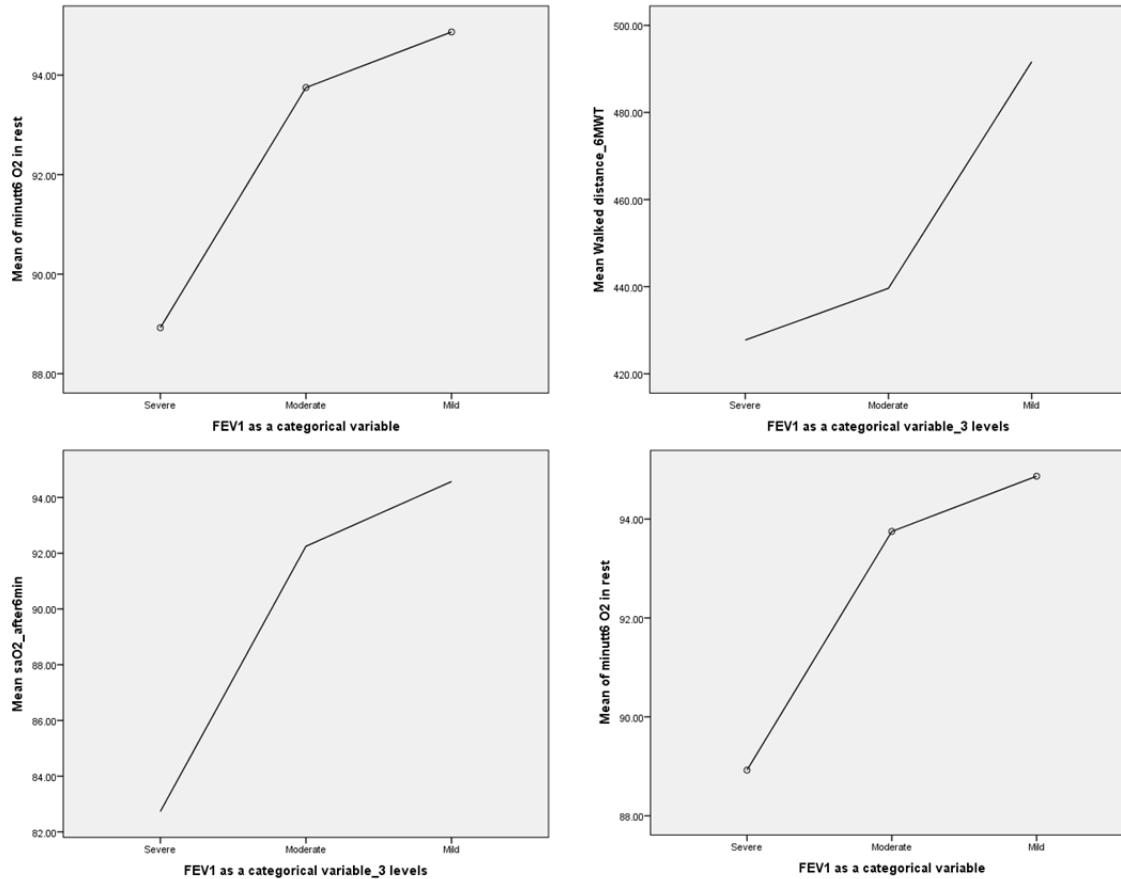 Mean of minutt6 O2 in rest
94.00
92.00
90.00
88.00
Severe
Moderate
Mild
FEV1 as a categorical variable
Mean Walked distance_6MWT
500.00
480.00
460.00
440.00
420.00
Severe
Moderate
Mild
FEV1 as a categorical variable_3 levels
Mean saO2_after6min
94.00
92.00
90.00
88.00
86.00
84.00
82.00
Severe
Moderate
Mild
FEV1 as a categorical variable_3 levels
Mean of minutt6 O2 in rest
94.00
92.00
90.00
88.00
Severe
Moderate
Mild
FEV1 as a categorical variable